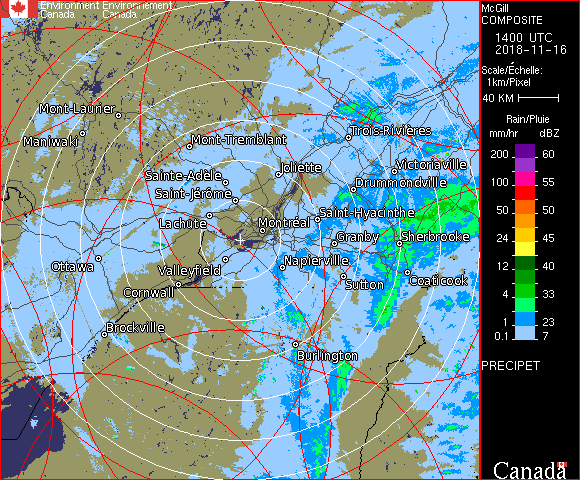 Environment Environnement
Canada Canada
Mont-Laurier
Maniwaki
Mont-Tremblant
Trois-Rivières
Sainte-Adèle
Joliette
Victoriaville
Saint-Jérôme
Drummondville
Lachute
Montréal
Saint-Hyacinthe
Granby
Sherbrooke
Ottawa
Valleyfield
Napierville
Cornwall
Sutton
Coaticook
Brockville
Burlington
McGill
COMPOSITE
1400 UTC
2018-11-16
Scale/Échelle:
1km/Pixel
40 KM
Rain/Pluie
mm/hr dBZ
200 60
100 55
50 50
24 45
12 40
4 33
1 23
0.1 7
PRECIPET
Canada